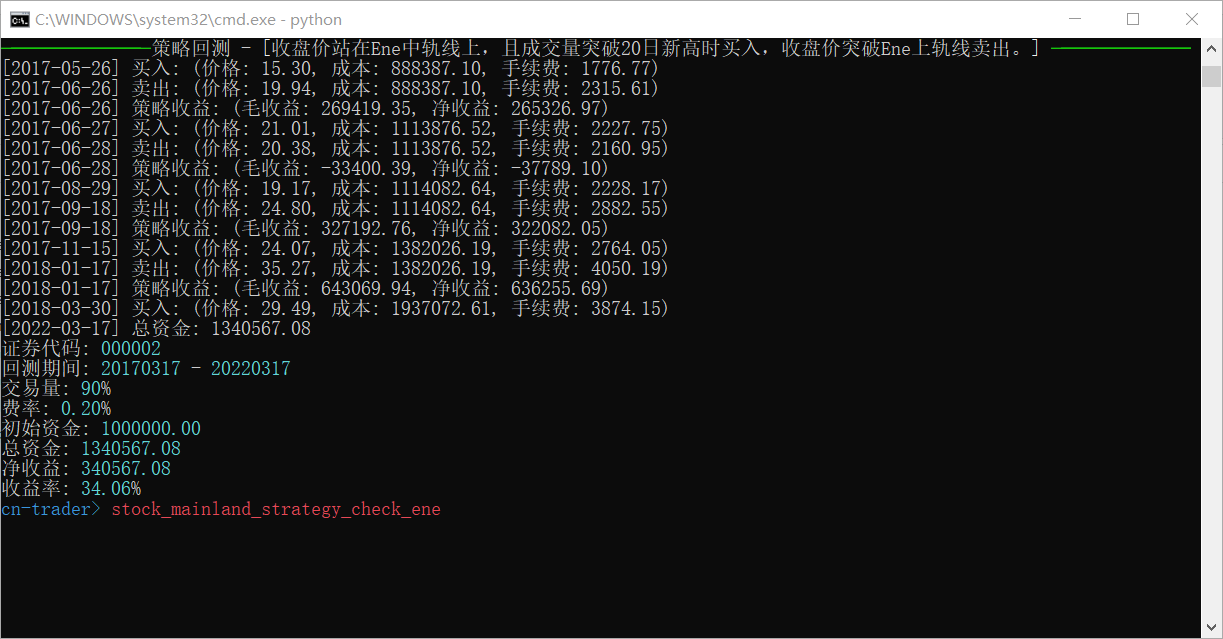 C:\WINDOWS\system32\cmd.exe - python
策略回测 - [收盘价站在Ene中轨线上, 且成交量突破20日新高时买入, 收盘价突破Ene上轨线卖出。]
[2017-05-26] 买入: (价格: 15.30, 成本: 888387.10, 手续费: 1776.77)
[2017-06-26] 卖出: (价格: 19.94, 成本: 888387.10, 手续费: 2315.61)
[2017-06-26] 策略收益: (毛收益: 269419.35, 净收益: 265326.97)
[2017-06-27] 买入: (价格: 21.01, 成本: 1113876.52, 手续费: 2227.75)
[2017-06-28] 卖出: (价格: 20.38, 成本: 1113876.52, 手续费: 2160.95)
[2017-06-28] 策略收益: (毛收益: -33400.39, 净收益: -37789.10)
[2017-08-29] 买入: (价格: 19.17, 成本: 1114082.64, 手续费: 2228.17)
[2017-09-18] 卖出: (价格: 24.80, 成本: 1114082.64, 手续费: 2882.55)
[2017-09-18] 策略收益: (毛收益: 327192.76, 净收益: 322082.05)
[2017-11-15] 买入: (价格: 24.07, 成本: 1382026.19, 手续费: 2764.05)
[2018-01-17] 卖出: (价格: 35.27, 成本: 1382026.19, 手续费: 4050.19)
[2018-01-17] 策略收益: (毛收益: 643069.94, 净收益: 636255.69)
[2018-03-30] 买入: (价格: 29.49, 成本: 1937072.61, 手续费: 3874.15)
[2022-03-17] 总资金: 1340567.08
证券代码: 000002
回测期间: 20170317 - 20220317
交易量: 90%
费率: 0.20%
初始资金: 1000000.00
总资金: 1340567.08
净收益: 340567.08
收益率: 34.06%
cn-trader> stock_mainland_strategy_check_ene